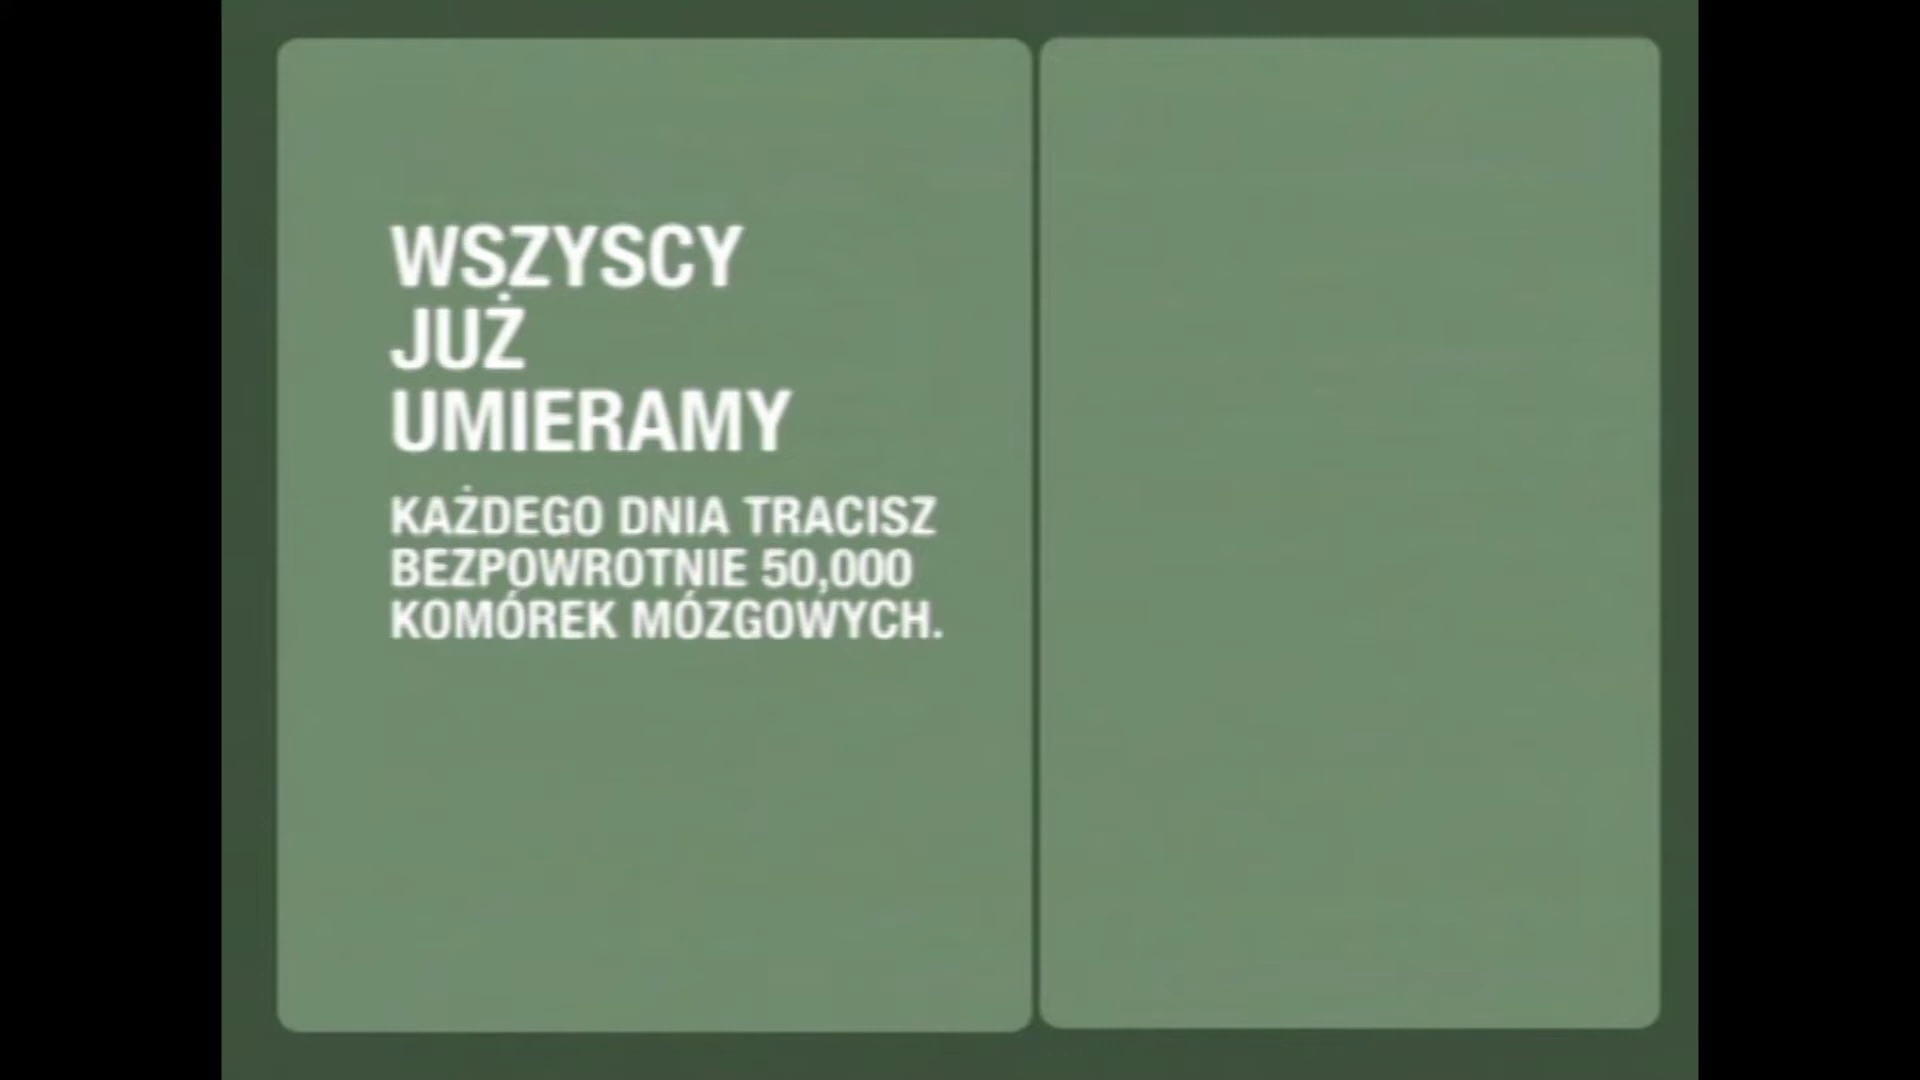 WSZYSCY
JUŻ
UMIERAMY
KAŻDEGO DNIA TRACISZ
BEZPOWROTNIE 50,000
KOMÓREK MÓZGOWYCH.